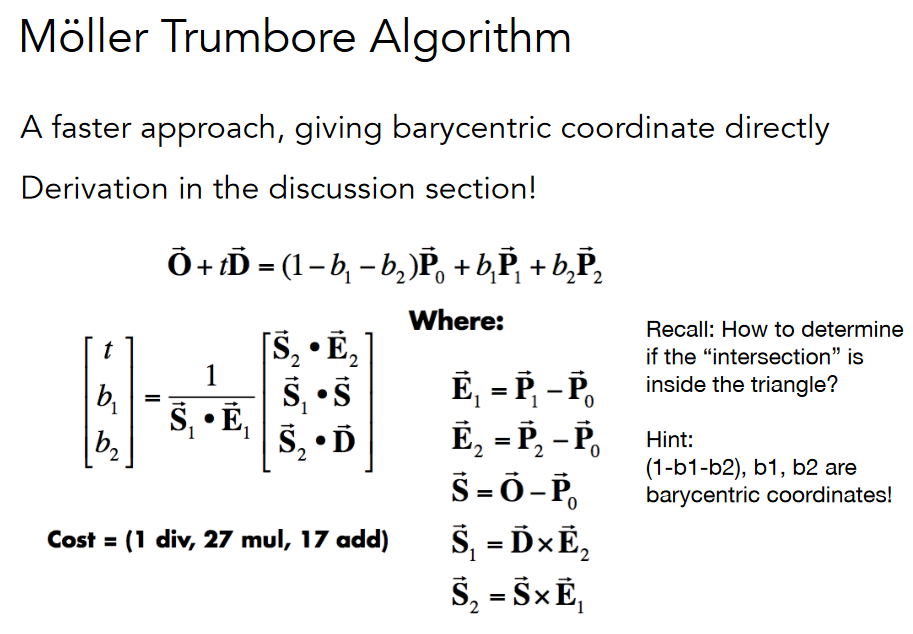 Möller Trumbore Algorithm
A faster approach, giving barycentric coordinate directly
Derivation in the discussion section!
$\vec{\mathbf{O}} + t\vec{\mathbf{D}} = (1 - b_1 - b_2)\vec{\mathbf{P}}_0 + b_1\vec{\mathbf{P}}_1 + b_2\vec{\mathbf{P}}_2$
$\begin{bmatrix} t \\ b_1 \\ b_2 \end{bmatrix} = \frac{1}{\vec{\mathbf{S}}_1 \bullet \vec{\mathbf{E}}_1} \begin{bmatrix} \vec{\mathbf{S}}_2 \bullet \vec{\mathbf{E}}_2 \\ \vec{\mathbf{S}}_1 \bullet \vec{\mathbf{S}} \\ \vec{\mathbf{S}}_2 \bullet \vec{\mathbf{D}} \end{bmatrix}$
Cost = (1 div, 27 mul, 17 add)
Where:
$\vec{\mathbf{E}}_1 = \vec{\mathbf{P}}_1 - \vec{\mathbf{P}}_0$
$\vec{\mathbf{E}}_2 = \vec{\mathbf{P}}_2 - \vec{\mathbf{P}}_0$
$\vec{\mathbf{S}} = \vec{\mathbf{O}} - \vec{\mathbf{P}}_0$
$\vec{\mathbf{S}}_1 = \vec{\mathbf{D}} \times \vec{\mathbf{E}}_2$
$\vec{\mathbf{S}}_2 = \vec{\mathbf{S}} \times \vec{\mathbf{E}}_1$
Recall: How to determine
if the “intersection” is
inside the triangle?
Hint:
(1-b1-b2), b1, b2 are
barycentric coordinates!